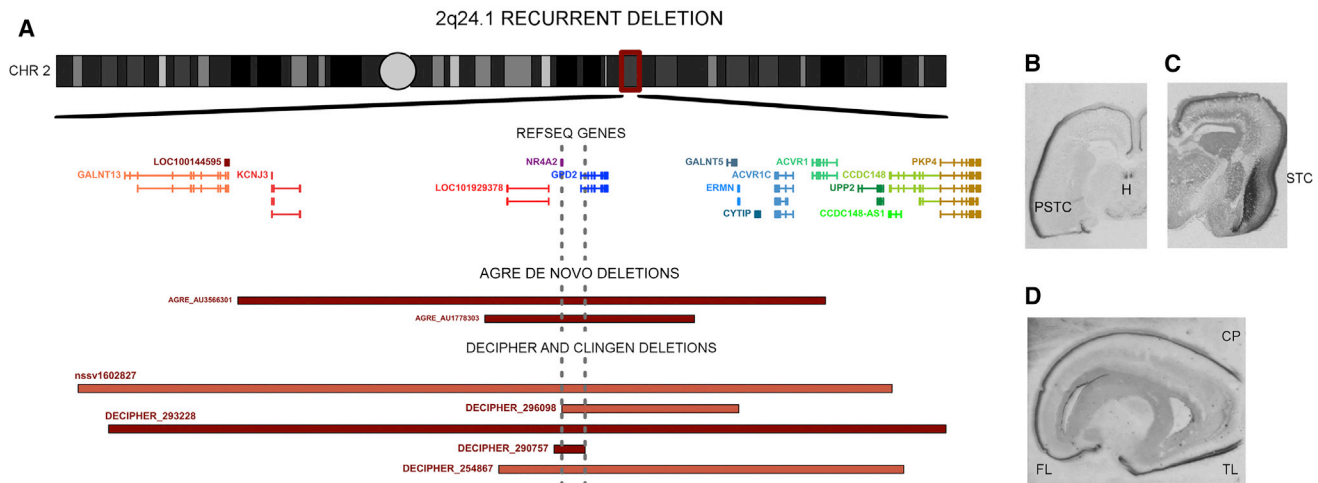 A
2q24.1 RECURRENT DELETION
CHR 2
REFSEQ GENES
LOC100144595
NR4A2
GALNT5
ACVR1
PKP4
GALNT13
KCNJ3
GPD2
ACVR1C
CCDC148
LOC101929378
ERMN
UPP2
CYTIP
CCDC148-AS1
AGRE DE NOVO DELETIONS
AGRE_AU3566301
AGRE_AU1778303
DECIPHER AND CLINGEN DELETIONS
nssv1602827
DECIPHER_296098
DECIPHER_293228
DECIPHER_290757
DECIPHER_254867
B
H
PSTC
C
STC
D
CP
FL
TL